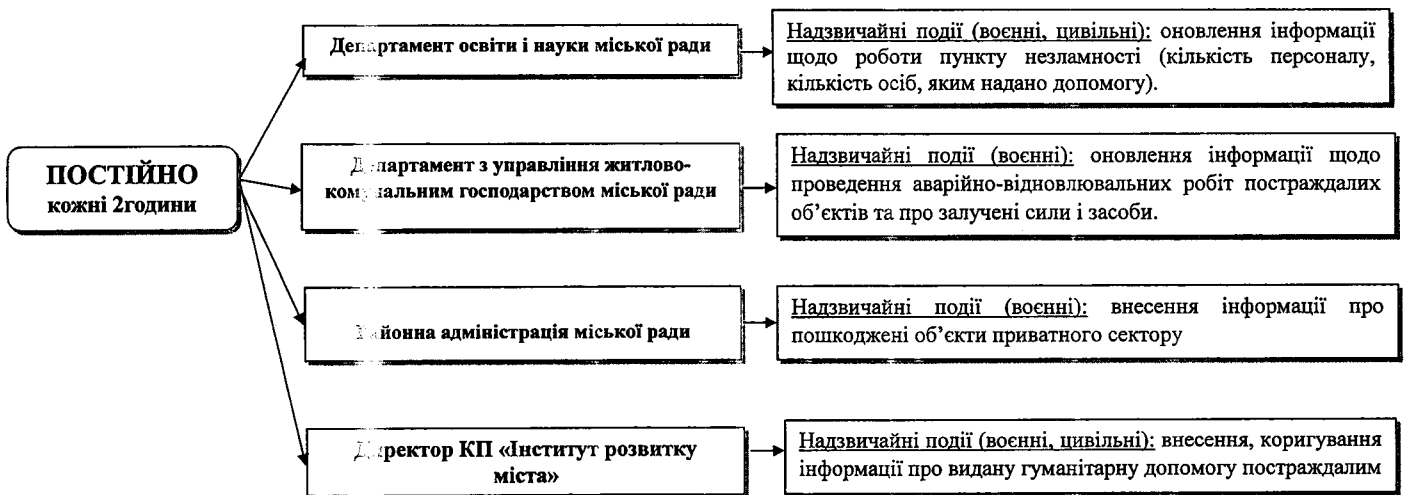 Департамент освіти і науки міської ради
Надзвичайні події (воєнні, цивільні): оновлення інформації
щодо роботи пункту незламності (кількість персоналу,
кількість осіб, яким надано допомогу).
ПОСТІЙНО
кожні 2години
Департамент з управління житлово-
комунальним господарством міської ради
Надзвичайні події (воєнні): оновлення інформації щодо
проведення аварійно-відновлювальних робіт постраждалих
об’єктів та про залучені сили і засоби.
Районна адміністрація міської ради
Надзвичайні події (воєнні): внесення інформації про
пошкоджені об’єкти приватного сектору
Директор КП «Інститут розвитку
міста»
Надзвичайні події (воєнні, цивільні): внесення, коригування
інформації про видану гуманітарну допомогу постраждалим